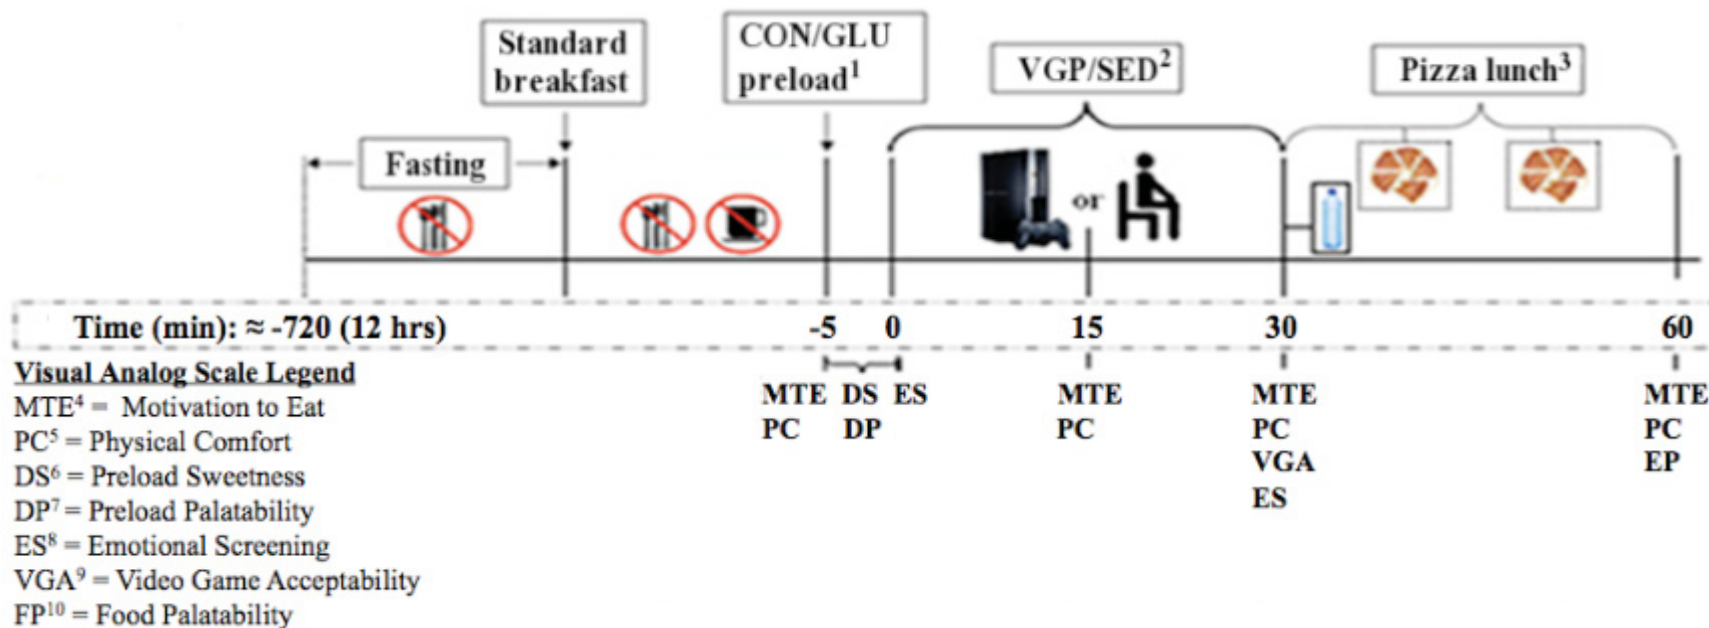 Standard
breakfast
CON/GLU
preload¹
VGP/SED²
Pizza lunch³
Fasting
or
Time (min): ≈ -720 (12 hrs)
-5
0
15
30
60
Visual Analog Scale Legend
MTE⁴ = Motivation to Eat
PC⁵ = Physical Comfort
DS⁶ = Preload Sweetness
DP⁷ = Preload Palatability
ES⁸ = Emotional Screening
VGA⁹ = Video Game Acceptability
FP¹⁰ = Food Palatability
MTE DS ES
PC DP
MTE
PC
MTE
PC
VGA
ES
MTE
PC
EP